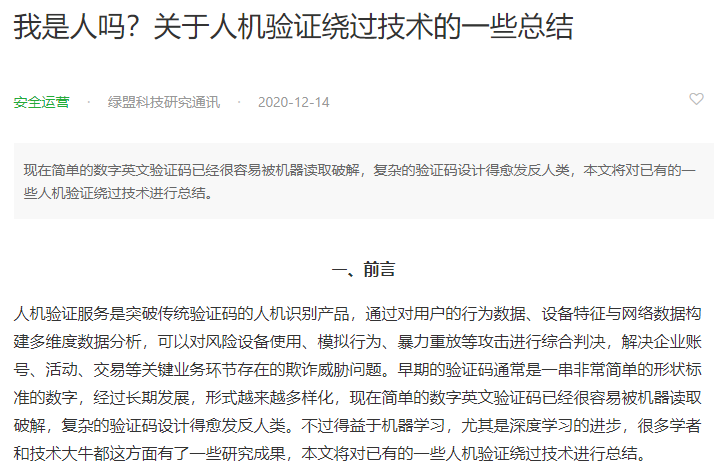 我是人吗？关于人机验证绕过技术的一些总结
安全运营 · 绿盟科技研究通讯 · 2020-12-14
现在简单的数字英文验证码已经很容易被机器读取破解，复杂的验证码设计得愈发反人类，本文将对已有的一
些人机验证绕过技术进行总结。
一、前言
人机验证服务是突破传统验证码的人机识别产品，通过对用户的行为数据、设备特征与网络数据构
建多维度数据分析，可以对风险设备使用、模拟行为、暴力重放等攻击进行综合判决，解决企业账
号、活动、交易等关键业务环节存在的欺诈威胁问题。早期的验证码通常是一串非常简单的形状标
准的数字，经过长期发展，形式越来越多样化，现在简单的数字英文验证码已经很容易被机器读取
破解，复杂的验证码设计得愈发反人类。不过得益于机器学习，尤其是深度学习的进步，很多学者
和技术大牛都这方面有了一些研究成果，本文将对已有的一些人机验证绕过技术进行总结。